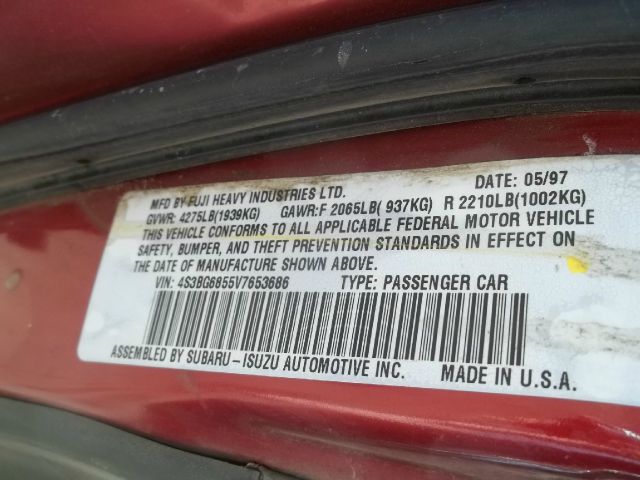 MFD BY FUJI HEAVY INDUSTRIES LTD. DATE: 05/97
GVWR: 4275LB(1939KG) GAWR:F 2065LB( 937KG) R 2210LB(1002KG)
THIS VEHICLE CONFORMS TO ALL APPLICABLE FEDERAL MOTOR VEHICLE
SAFETY, BUMPER, AND THEFT PREVENTION STANDARDS IN EFFECT ON
THE DATE OF MANUFACTURE SHOWN ABOVE.
VIN: 4S3BG6855V7653686 TYPE: PASSENGER CAR
ASSEMBLED BY SUBARU-ISUZU AUTOMOTIVE INC. MADE IN U.S.A.